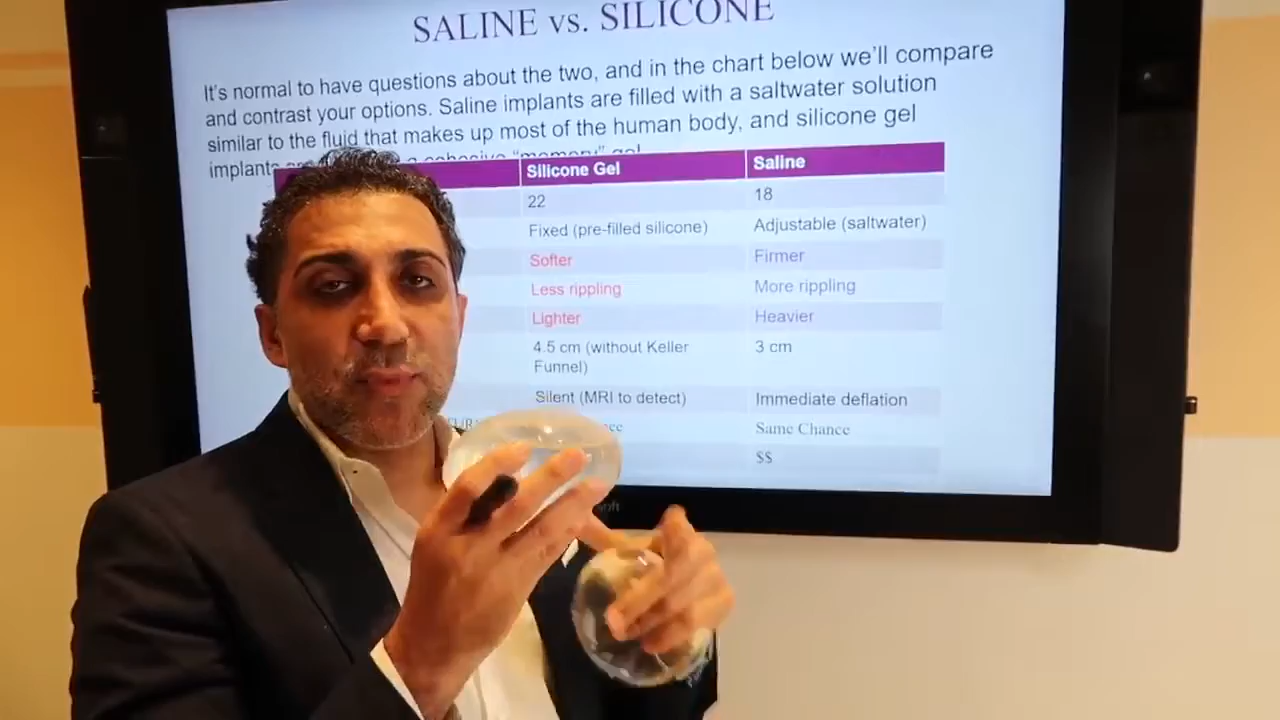 SALINE vs. SILICONE
It's normal to have questions about the two, and in the chart below we'll compare
and contrast your options. Saline implants are filled with a saltwater solution
similar to the fluid that makes up most of the human body, and silicone gel
implants a cohesive "memory" gel
Silicone Gel Saline
22 18
Fixed (pre-filled silicone) Adjustable (saltwater)
Softer Firmer
Less rippling More rippling
Lighter Heavier
4.5 cm (without Keller 3 cm
Funnel)
Silent (MRI to detect) Immediate deflation
Same Chance
$$